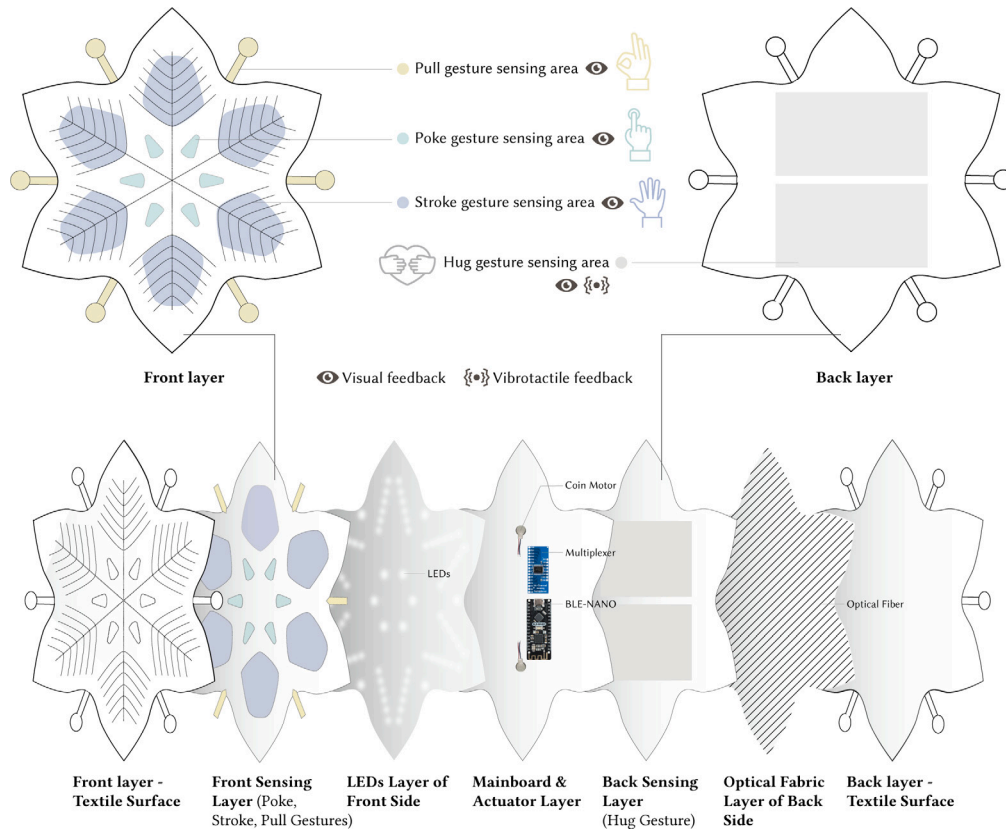 Pull gesture sensing area
Poke gesture sensing area
Stroke gesture sensing area
Hug gesture sensing area
Front layer
Visual feedback
Vibrotactile feedback
Back layer
Coin Motor
Multiplexer
LEDs
BLE-NANO
Optical Fiber
Front layer -
Textile Surface
Front Sensing
Layer (Poke,
Stroke, Pull Gestures)
LEDs Layer of
Front Side
Mainboard &
Actuator Layer
Back Sensing
Layer
(Hug Gesture)
Optical Fabric
Layer of Back
Side
Back layer -
Textile Surface